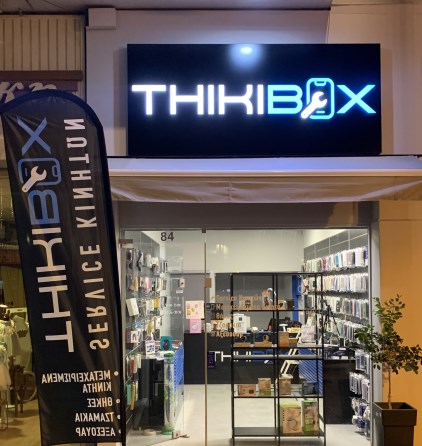 THIKIBOX
84
THIKIBOX
SERVICE ΚΙΝΗΤΩΝ
• ΜΕΤΑΧΕΙΡΙΣΜΕΝΑ
ΚΙΝΗΤΑ
• ΘΗΚΕΣ
• ΤΖΑΜΑΚΙΑ
• ΑΞΕΣΟΥΑΡ